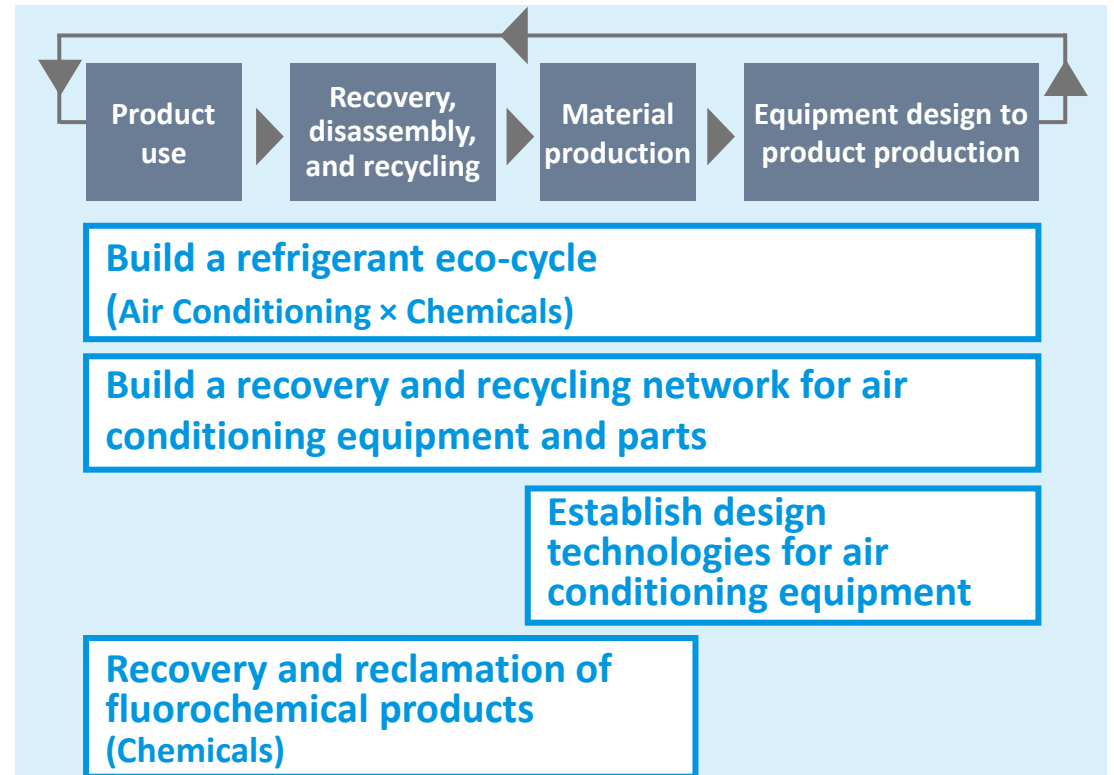 Product
use
Recovery,
disassembly,
and recycling
Material
production
Equipment design to
product production
Build a refrigerant eco-cycle
(Air Conditioning × Chemicals)
Build a recovery and recycling network for air
conditioning equipment and parts
Establish design
technologies for air
conditioning equipment
Recovery and reclamation of
fluorochemical products
(Chemicals)